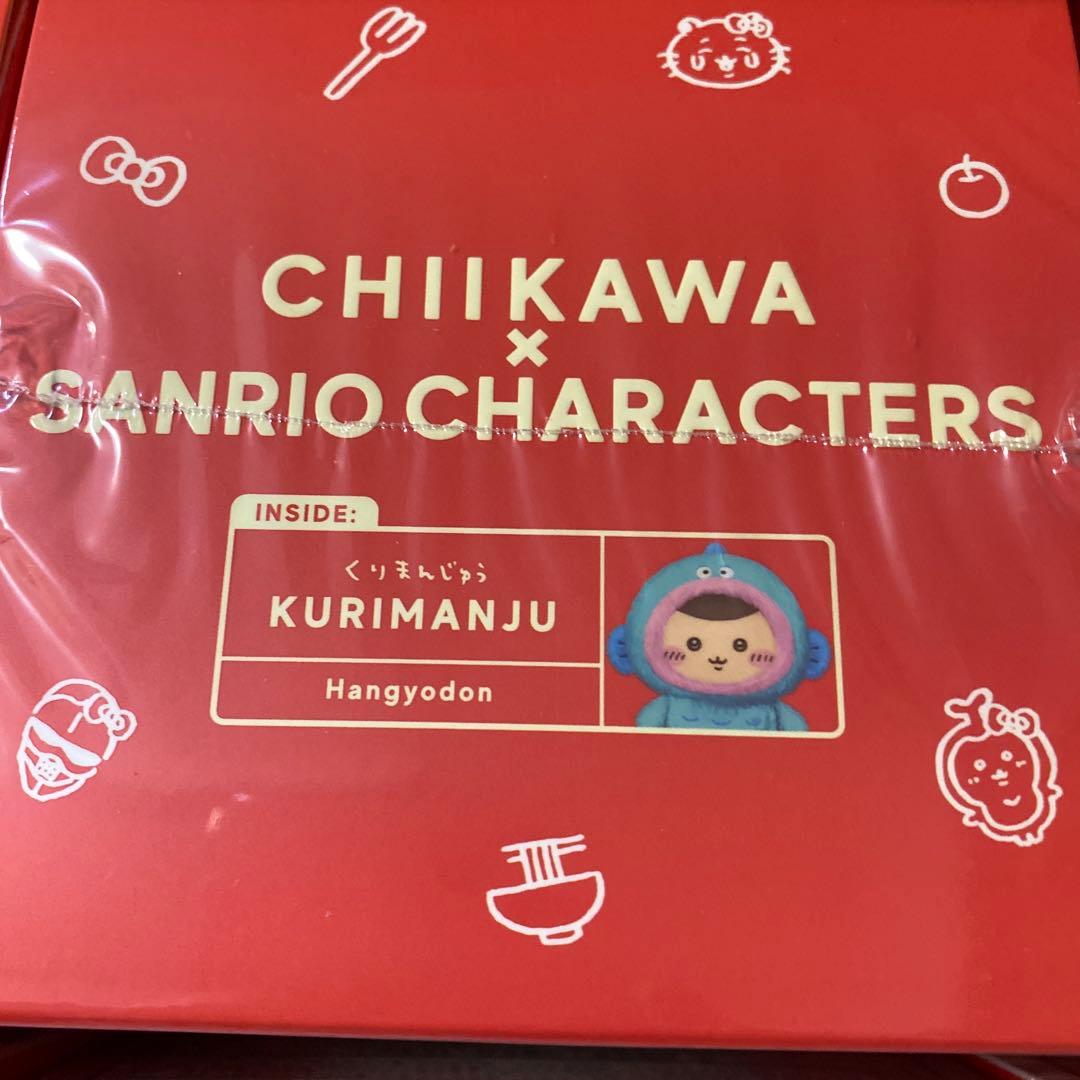 CHIIKAWA
×
SANRIO CHARACTERS
INSIDE:
くりまんじゅう
KURIMANJU
Hangyodon